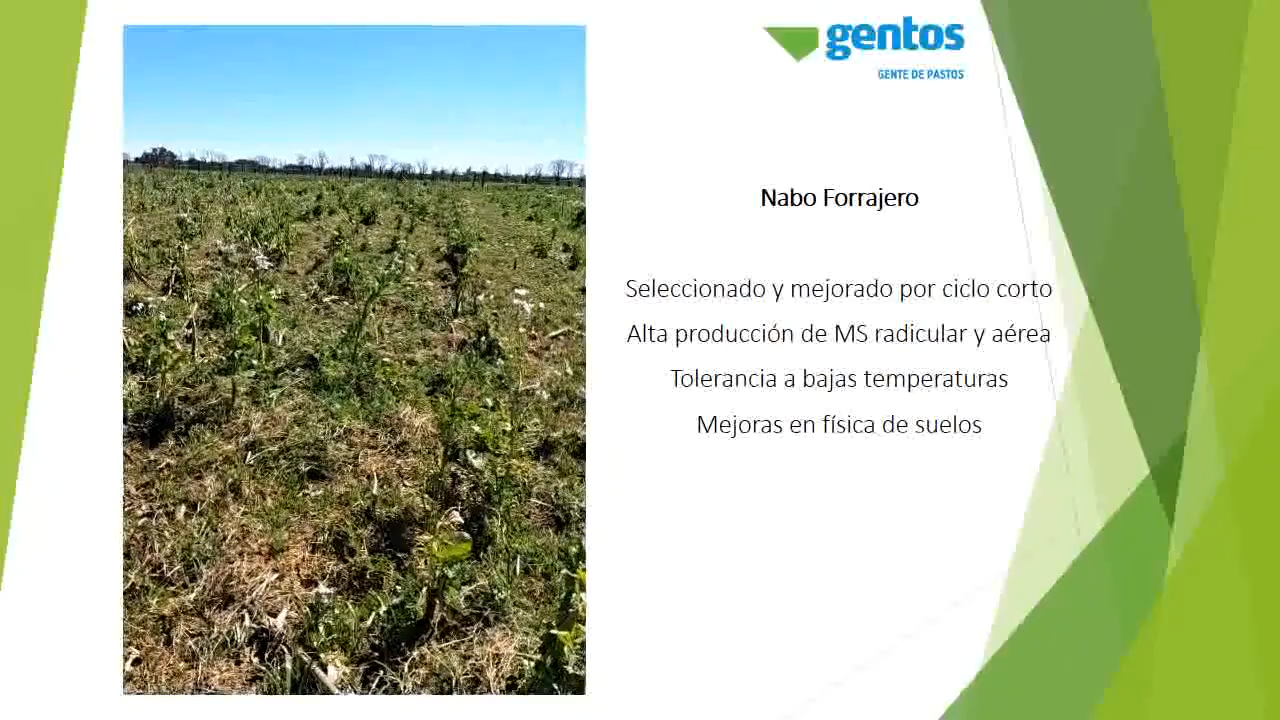 gentos
GENTE DE PASTOS
Nabo Forrajero
Seleccionado y mejorado por ciclo corto
Alta producción de MS radicular y aérea
Tolerancia a bajas temperaturas
Mejoras en física de suelos